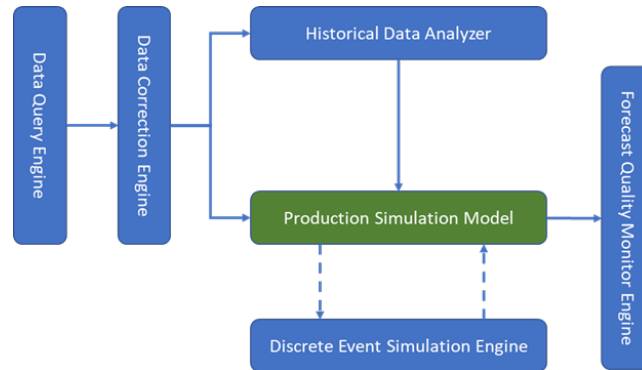 Data Query Engine
Data Correction Engine
Historical Data Analyzer
Production Simulation Model
Discrete Event Simulation Engine
Forecast Quality Monitor Engine